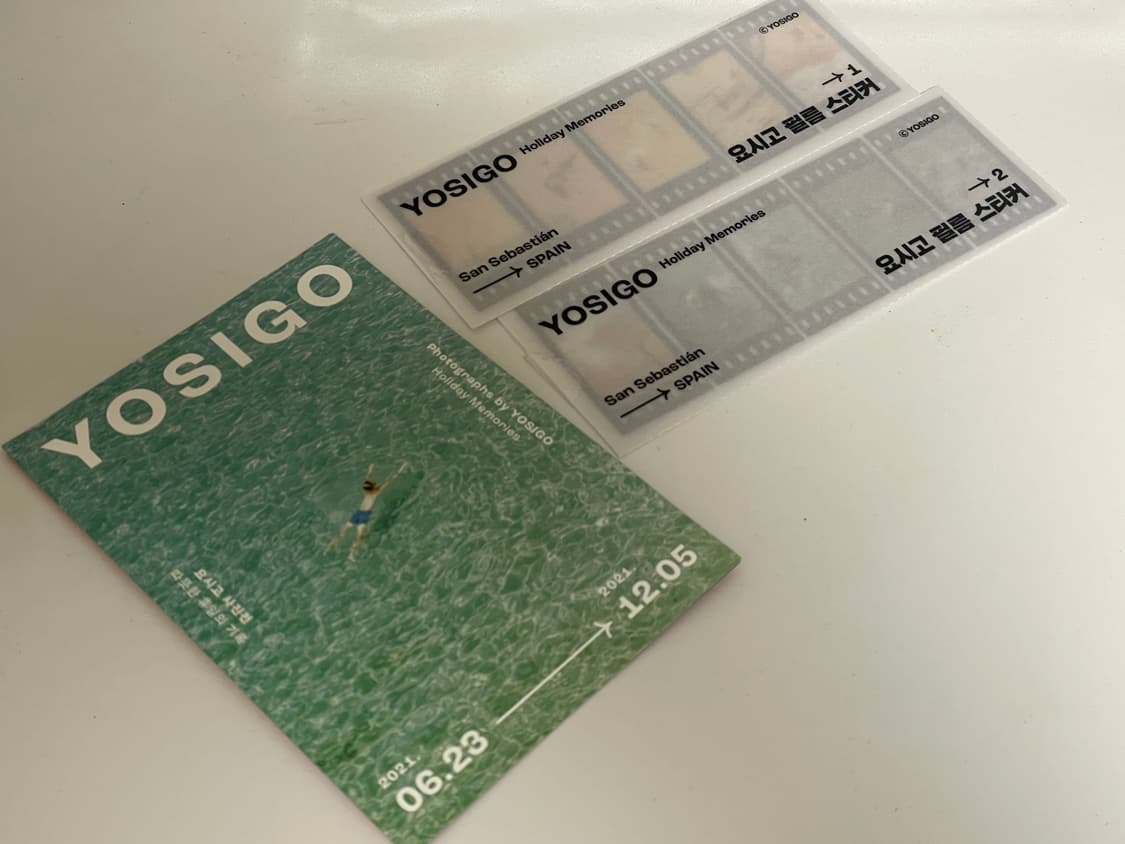 YOSIGO
Photographs by YOSIGO
Holiday Memories
요시고 사진전
따뜻한 휴일의 기록
2021.
06.23
2021.
12.05
YOSIGO Holiday Memories
©YOSIGO
San Sebastián
→ SPAIN
→ 1
요시고 필름 스티커
YOSIGO Holiday Memories
©YOSIGO
San Sebastián
→ SPAIN
→ 2
요시고 필름 스티커